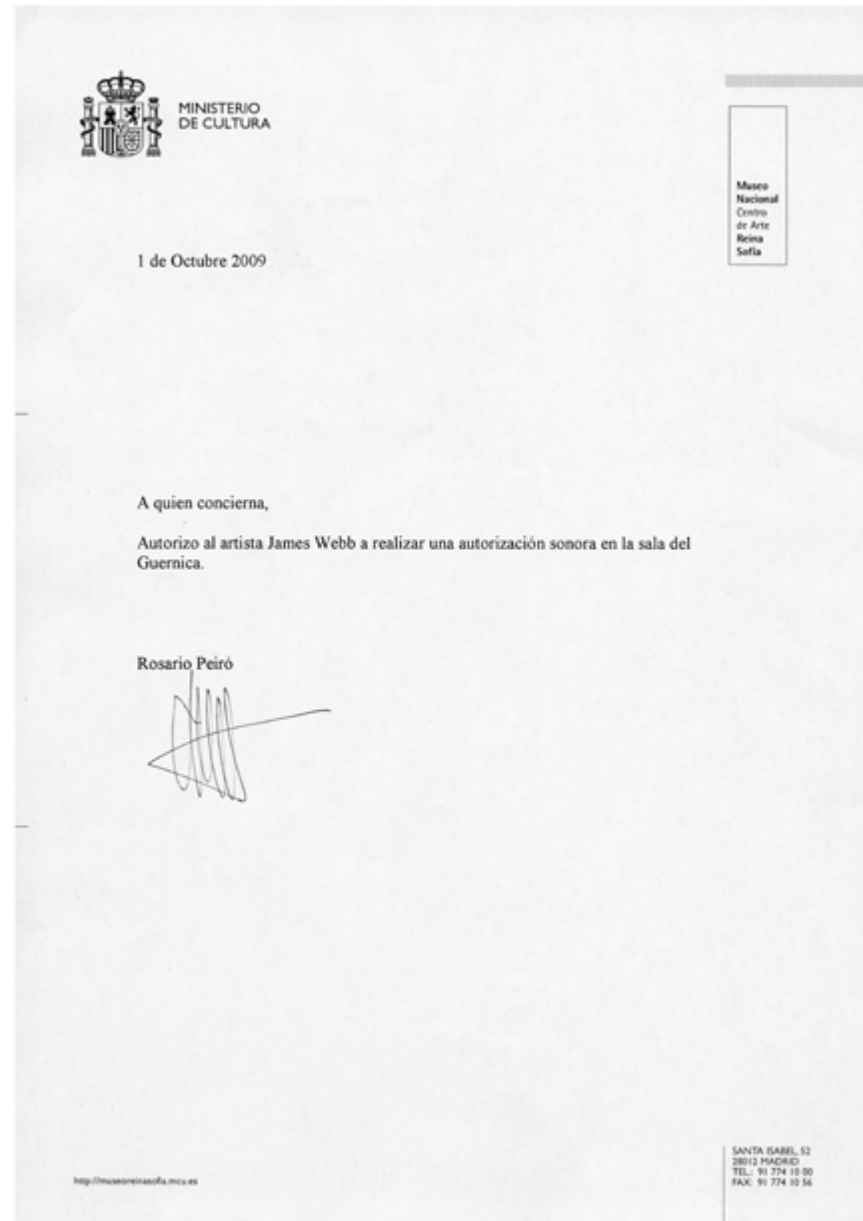 MINISTERIO
DE CULTURA
Museo
Nacional
Centro
de Arte
Reina
Sofía
1 de Octubre 2009
A quien concierna,
Autorizo al artista James Webb a realizar una autorización sonora en la sala del
Guernica.
Rosario Peiró
http://museoreinasofia.mcu.es
SANTA ISABEL, 52
28012 MADRID
TEL.: 91 774 10 00
FAX: 91 774 10 56